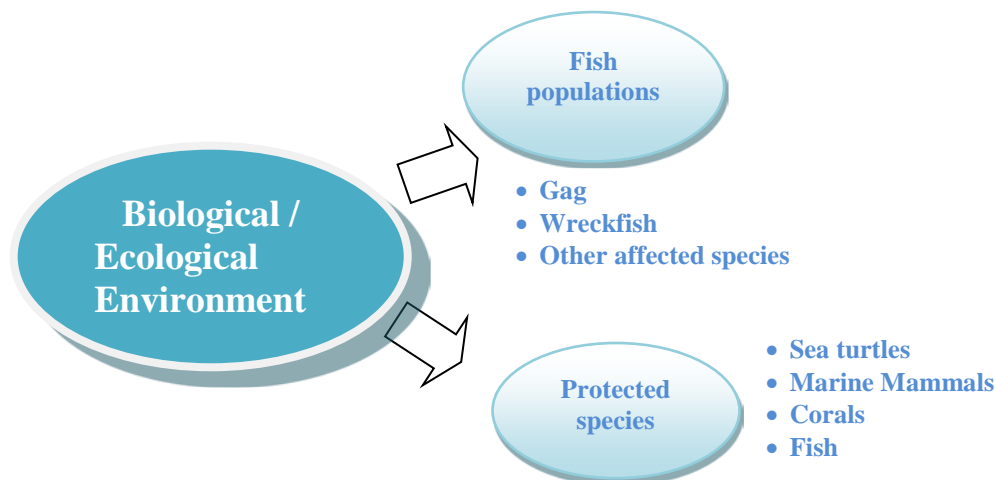 Fish
populations
• Gag
• Wreckfish
• Other affected species
Biological /
Ecological
Environment
Protected
species
• Sea turtles
• Marine Mammals
• Corals
• Fish